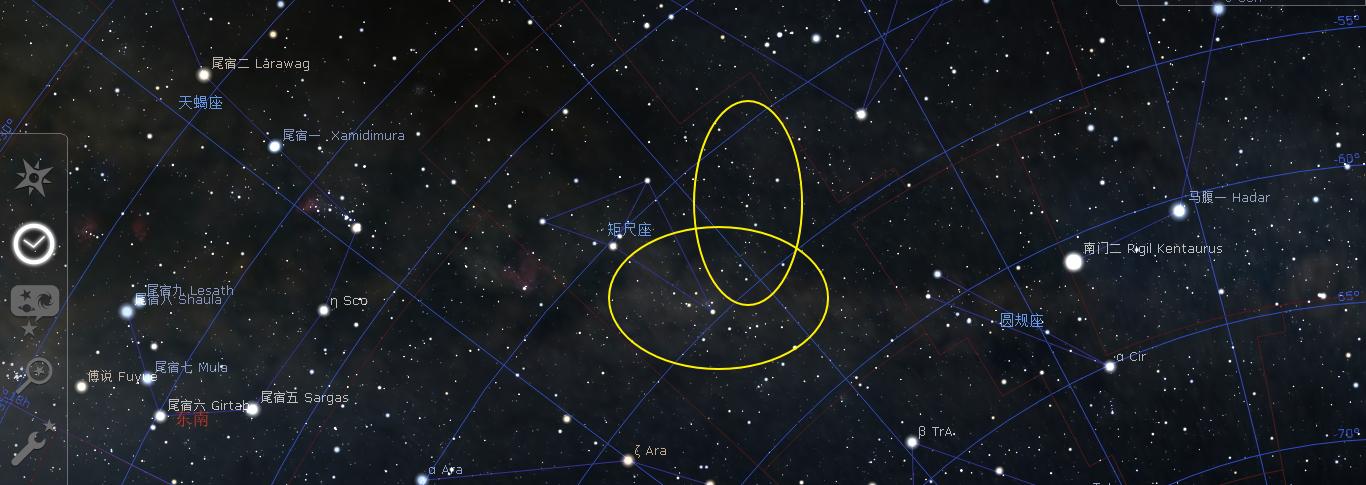 -55°
尾宿二 Larawag
天蝎座
尾宿一 Xamidimura
-60°
马腹一 Hadar
矩尺座
南门二 Rigil Kentaurus
尾宿九 Lesath
尾宿八 Shaula
η Sco
-65°
圆规座
α Cir
尾宿七 Mula
傅说 Fuyue
尾宿六 Girtab
尾宿五 Sargas
东南
β TrA
-70°
ζ Ara
α Ara